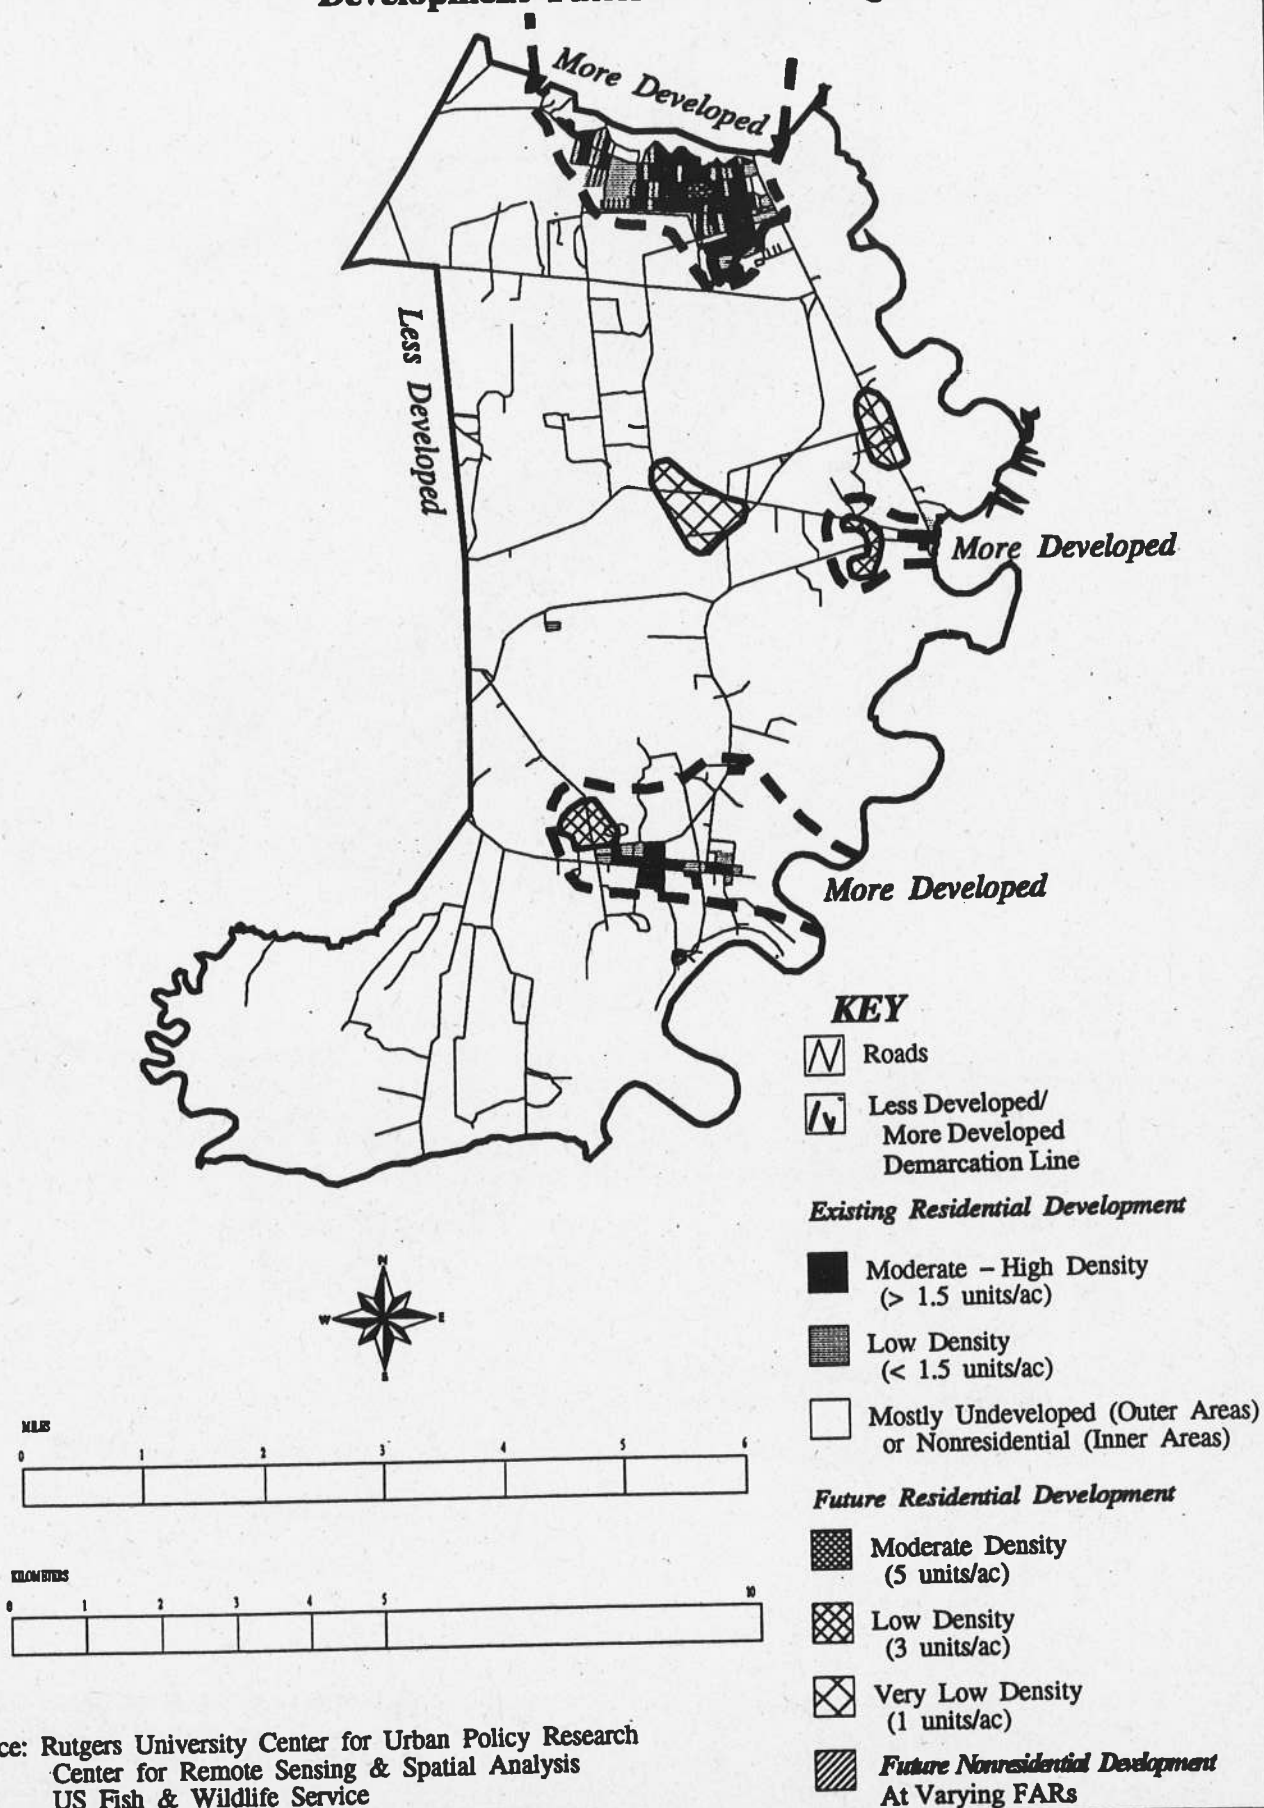 More Developed
Less Developed
More Developed
More Developed
KEY
Roads
Less Developed/
More Developed
Demarcation Line
Existing Residential Development
Moderate – High Density
(> 1.5 units/ac)
Low Density
(< 1.5 units/ac)
Mostly Undeveloped (Outer Areas)
or Nonresidential (Inner Areas)
N
W E
S
MILES
0 1 2 3 4 5 6
Future Residential Development
Moderate Density
(5 units/ac)
KILOMETERS
0 1 2 3 4 5 10
Low Density
(3 units/ac)
Very Low Density
(1 units/ac)
Future Nonresidential Development
At Varying FARs
ce: Rutgers University Center for Urban Policy Research
Center for Remote Sensing & Spatial Analysis
US Fish & Wildlife Service